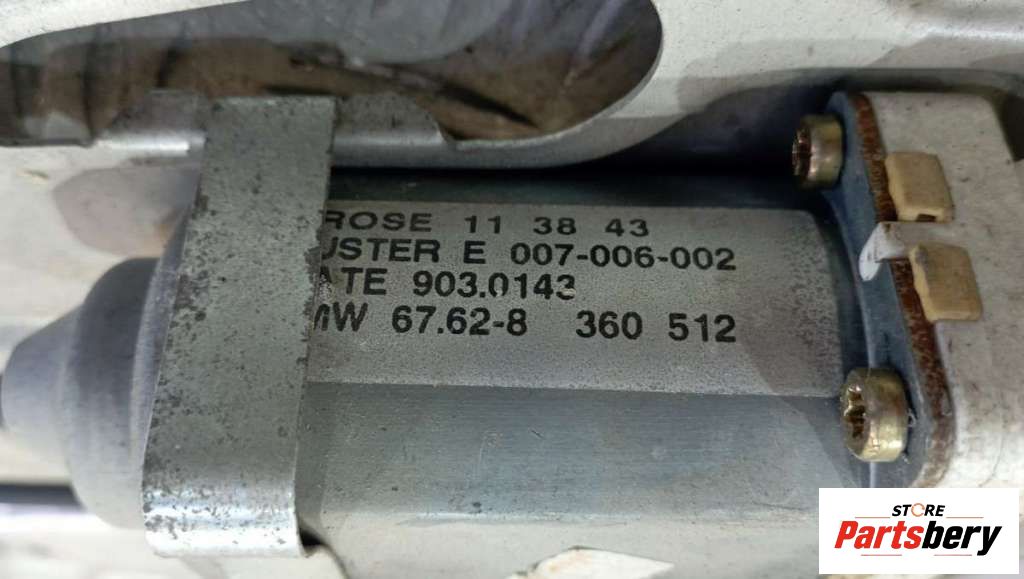 ROSE 11 38 43
USTER E 007-006-002
ATE 903.0143
MW 67.62-8 360 512
STORE
Partsbery